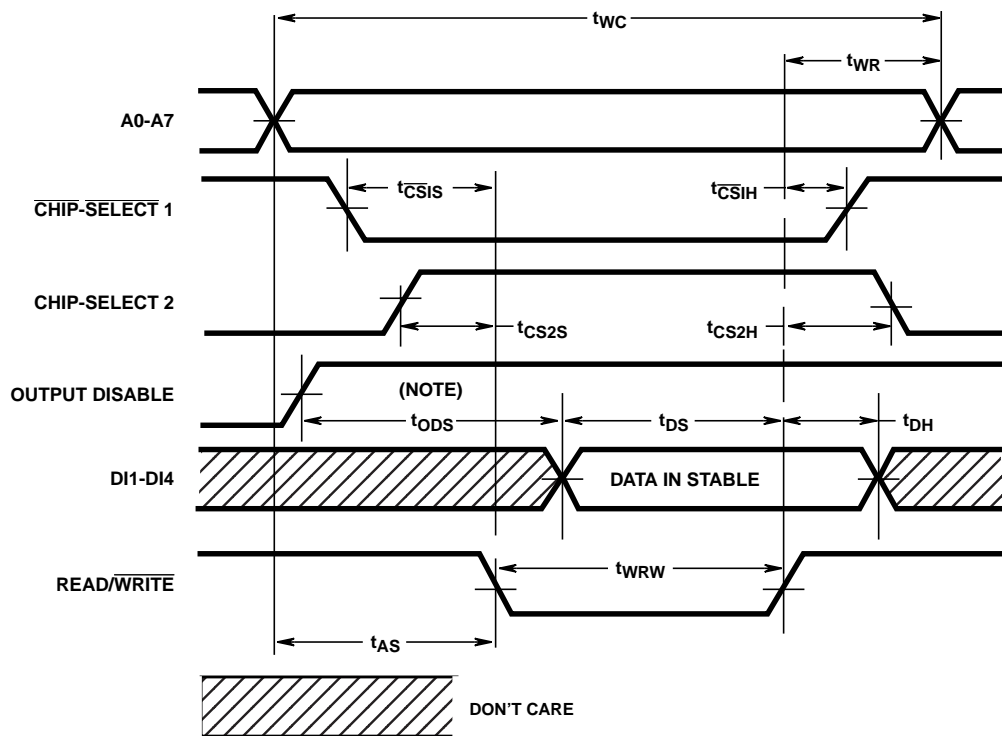 tWC
tWR
A0-A7
tCSIS
tCSIH
CHIP-SELECT 1
CHIP-SELECT 2
tCS2S
tCS2H
OUTPUT DISABLE
(NOTE)
tODS
tDS
tDH
DI1-DI4
DATA IN STABLE
READ/WRITE
tWRW
tAS
DON'T CARE